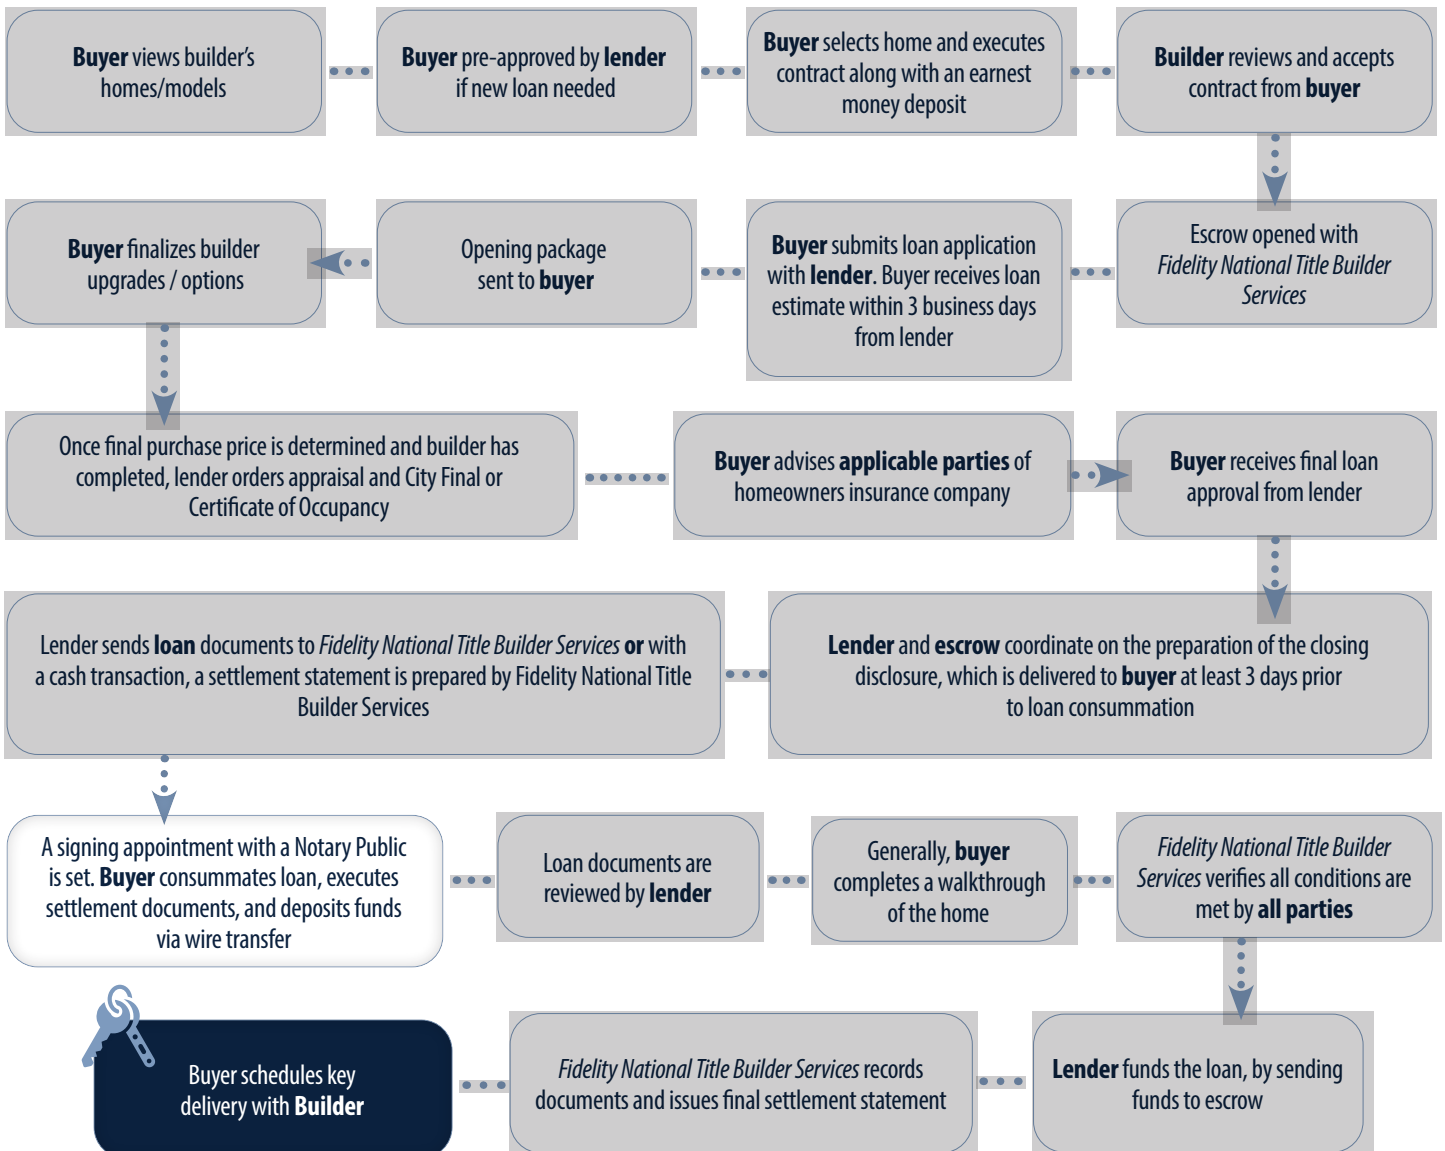 Buyer views builder's
homes/models
Buyer pre-approved by lender
if new loan needed
Buyer selects home and executes
contract along with an earnest
money deposit
Builder reviews and accepts
contract from buyer
Escrow opened with
Fidelity National Title Builder
Services
Buyer submits loan application
with lender. Buyer receives loan
estimate within 3 business days
from lender
Opening package
sent to buyer
Buyer finalizes builder
upgrades / options
Once final purchase price is determined and builder has
completed, lender orders appraisal and City Final or
Certificate of Occupancy
Buyer advises applicable parties of
homeowners insurance company
Buyer receives final loan
approval from lender
Lender and escrow coordinate on the preparation of the closing
disclosure, which is delivered to buyer at least 3 days prior
to loan consummation
Lender sends loan documents to Fidelity National Title Builder Services or with
a cash transaction, a settlement statement is prepared by Fidelity National Title
Builder Services
A signing appointment with a Notary Public
is set. Buyer consummates loan, executes
settlement documents, and deposits funds
via wire transfer
Loan documents are
reviewed by lender
Generally, buyer
completes a walkthrough
of the home
Fidelity National Title Builder
Services verifies all conditions are
met by all parties
Lender funds the loan, by sending
funds to escrow
Fidelity National Title Builder Services records
documents and issues final settlement statement
Buyer schedules key
delivery with Builder